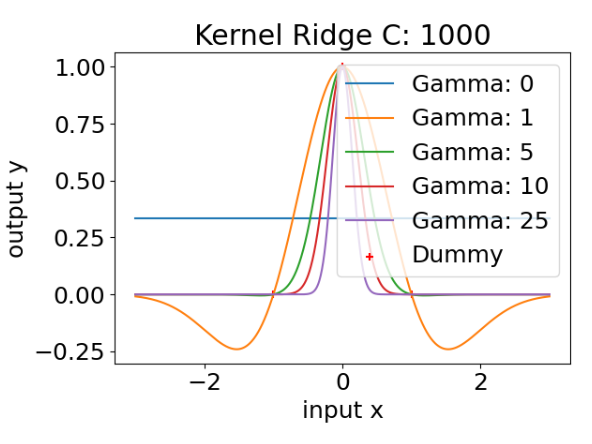 Kernel Ridge C: 1000
1.00
0.75
0.50
0.25
0.00
−0.25
output y
Gamma: 0
Gamma: 1
Gamma: 5
Gamma: 10
Gamma: 25
Dummy
−2
0
2
input x